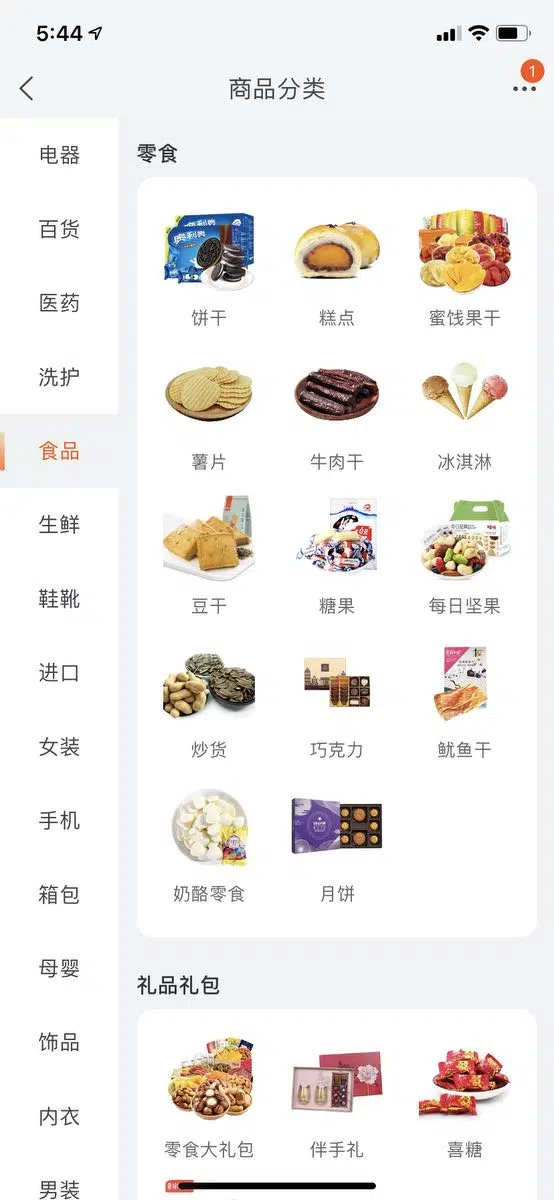 5:44
商品分类
1
电器
百货
医药
洗护
食品
生鲜
鞋靴
进口
女装
手机
箱包
母婴
饰品
内衣
男装
零食
奥利奥
饼干
糕点
蜜饯果干
薯片
牛肉干
冰淇淋
豆干
糖果
每日坚果
炒货
巧克力
鱿鱼干
奶酪零食
月饼
礼品礼包
零食大礼包
伴手礼
喜糖